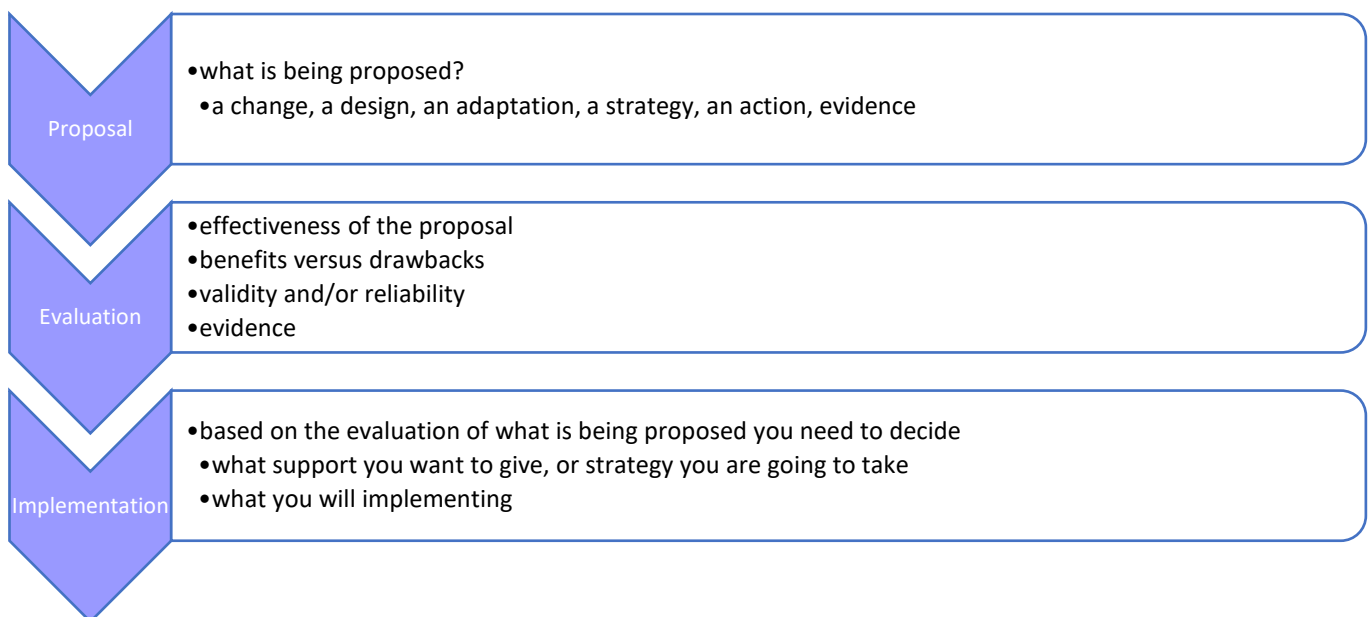 Proposal
•what is being proposed?
•a change, a design, an adaptation, a strategy, an action, evidence
Evaluation
•effectiveness of the proposal
•benefits versus drawbacks
•validity and/or reliability
•evidence
Implementation
•based on the evaluation of what is being proposed you need to decide
•what support you want to give, or strategy you are going to take
•what you will implementing